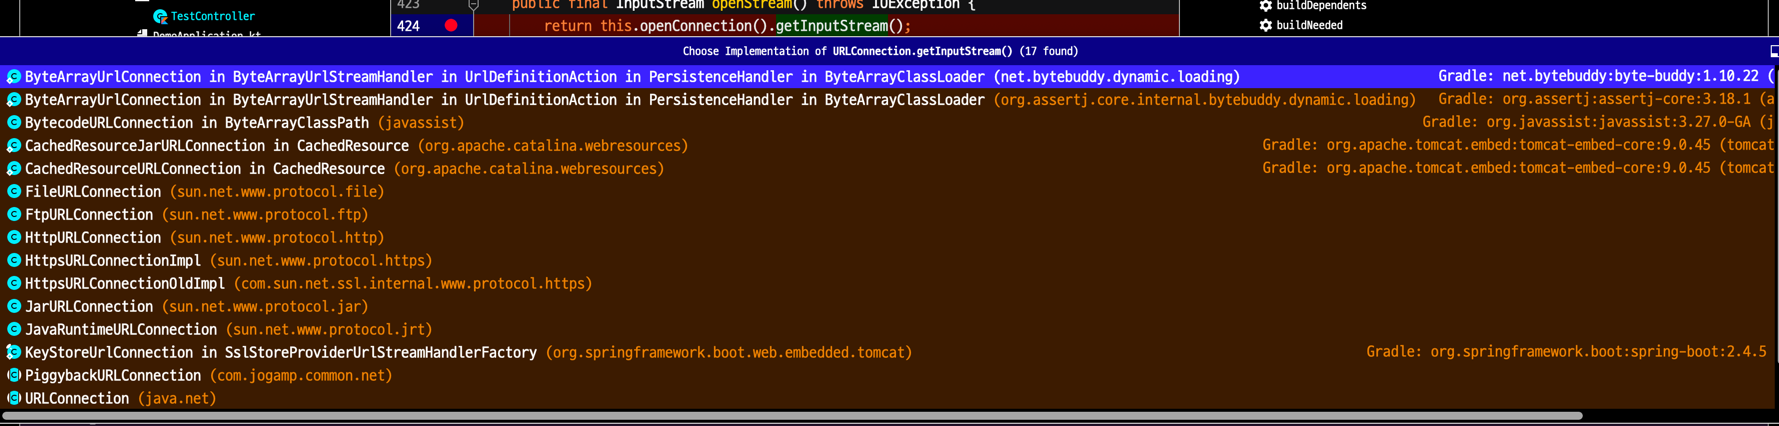 TestController
DemoApplication.kt
423 public final InputStream openStream() throws IOException {
424 return this.openConnection().getInputStream();
buildDependents
buildNeeded
Choose Implementation of URLConnection.getInputStream() (17 found)
ByteArrayUrlConnection in ByteArrayUrlStreamHandler in UrlDefinitionAction in PersistenceHandler in ByteArrayClassLoader (net.bytebuddy.dynamic.loading) Gradle: net.bytebuddy:byte-buddy:1.10.22 (
ByteArrayUrlConnection in ByteArrayUrlStreamHandler in UrlDefinitionAction in PersistenceHandler in ByteArrayClassLoader (org.assertj.core.internal.bytebuddy.dynamic.loading) Gradle: org.assertj:assertj-core:3.18.1 (a
BytecodeURLConnection in ByteArrayClassPath (javassist) Gradle: org.javassist:javassist:3.27.0-GA (j
CachedResourceJarURLConnection in CachedResource (org.apache.catalina.webresources) Gradle: org.apache.tomcat.embed:tomcat-embed-core:9.0.45 (tomcat
CachedResourceURLConnection in CachedResource (org.apache.catalina.webresources) Gradle: org.apache.tomcat.embed:tomcat-embed-core:9.0.45 (tomcat
FileURLConnection (sun.net.www.protocol.file)
FtpURLConnection (sun.net.www.protocol.ftp)
HttpURLConnection (sun.net.www.protocol.http)
HttpsURLConnectionImpl (sun.net.www.protocol.https)
HttpsURLConnectionOldImpl (com.sun.net.ssl.internal.www.protocol.https)
JarURLConnection (sun.net.www.protocol.jar)
JavaRuntimeURLConnection (sun.net.www.protocol.jrt)
KeyStoreUrlConnection in SslStoreProviderUrlStreamHandlerFactory (org.springframework.boot.web.embedded.tomcat) Gradle: org.springframework.boot:spring-boot:2.4.5
PiggybackURLConnection (com.jogamp.common.net)
URLConnection (java.net)